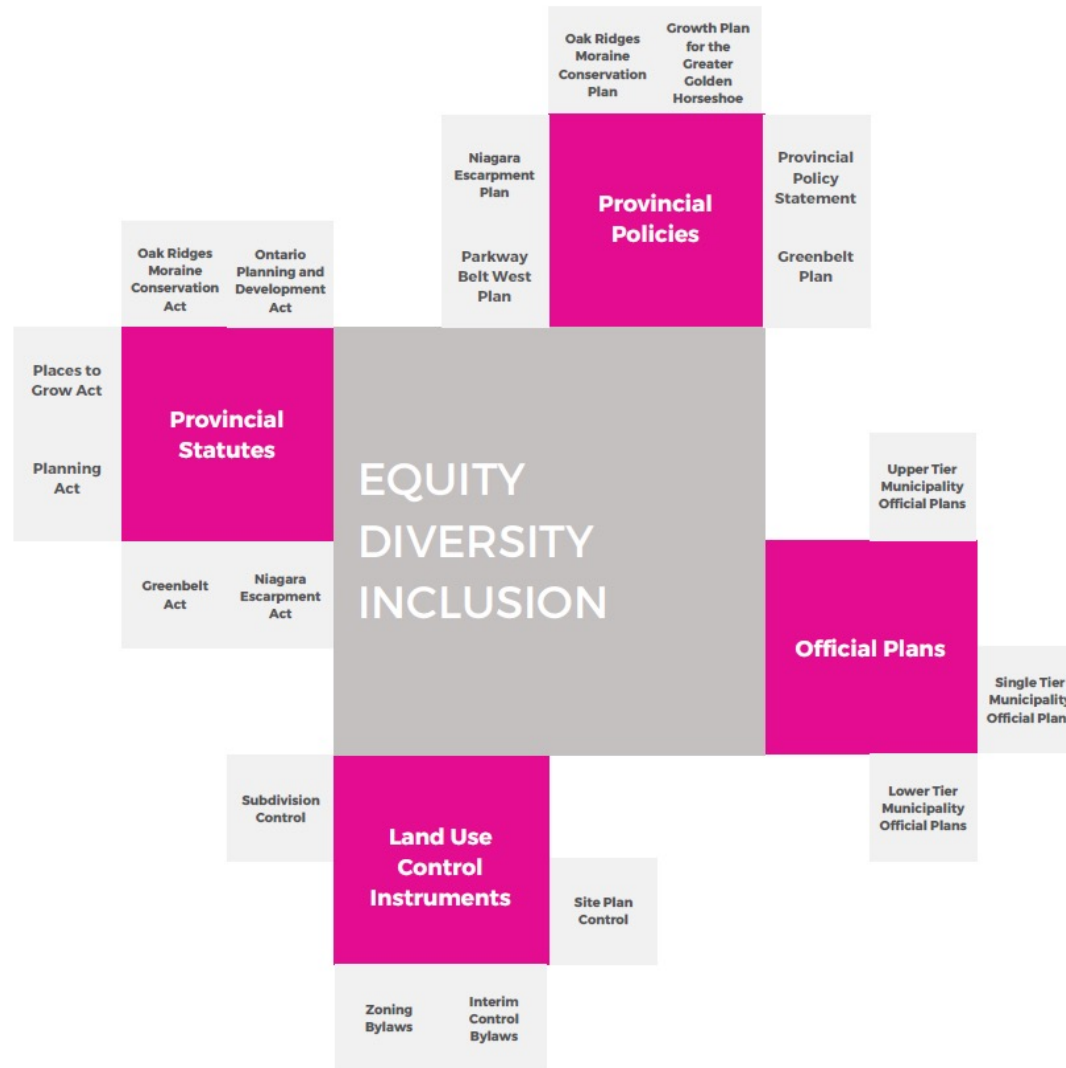 Oak Ridges
Moraine
Conservation
Plan
Growth Plan
for the
Greater
Golden
Horseshoe
Niagara
Escarpment
Plan
Parkway
Belt West
Plan
Provincial
Policies
Provincial
Policy
Statement
Greenbelt
Plan
Oak Ridges
Moraine
Conservation
Act
Ontario
Planning and
Development
Act
Places to
Grow Act
Planning
Act
Provincial
Statutes
Greenbelt
Act
Niagara
Escarpment
Act
EQUITY
DIVERSITY
INCLUSION
Upper Tier
Municipality
Official Plans
Official Plans
Single Tier
Municipality
Official Plan
Lower Tier
Municipality
Official Plans
Subdivision
Control
Land Use
Control
Instruments
Site Plan
Control
Zoning
Bylaws
Interim
Control
Bylaws